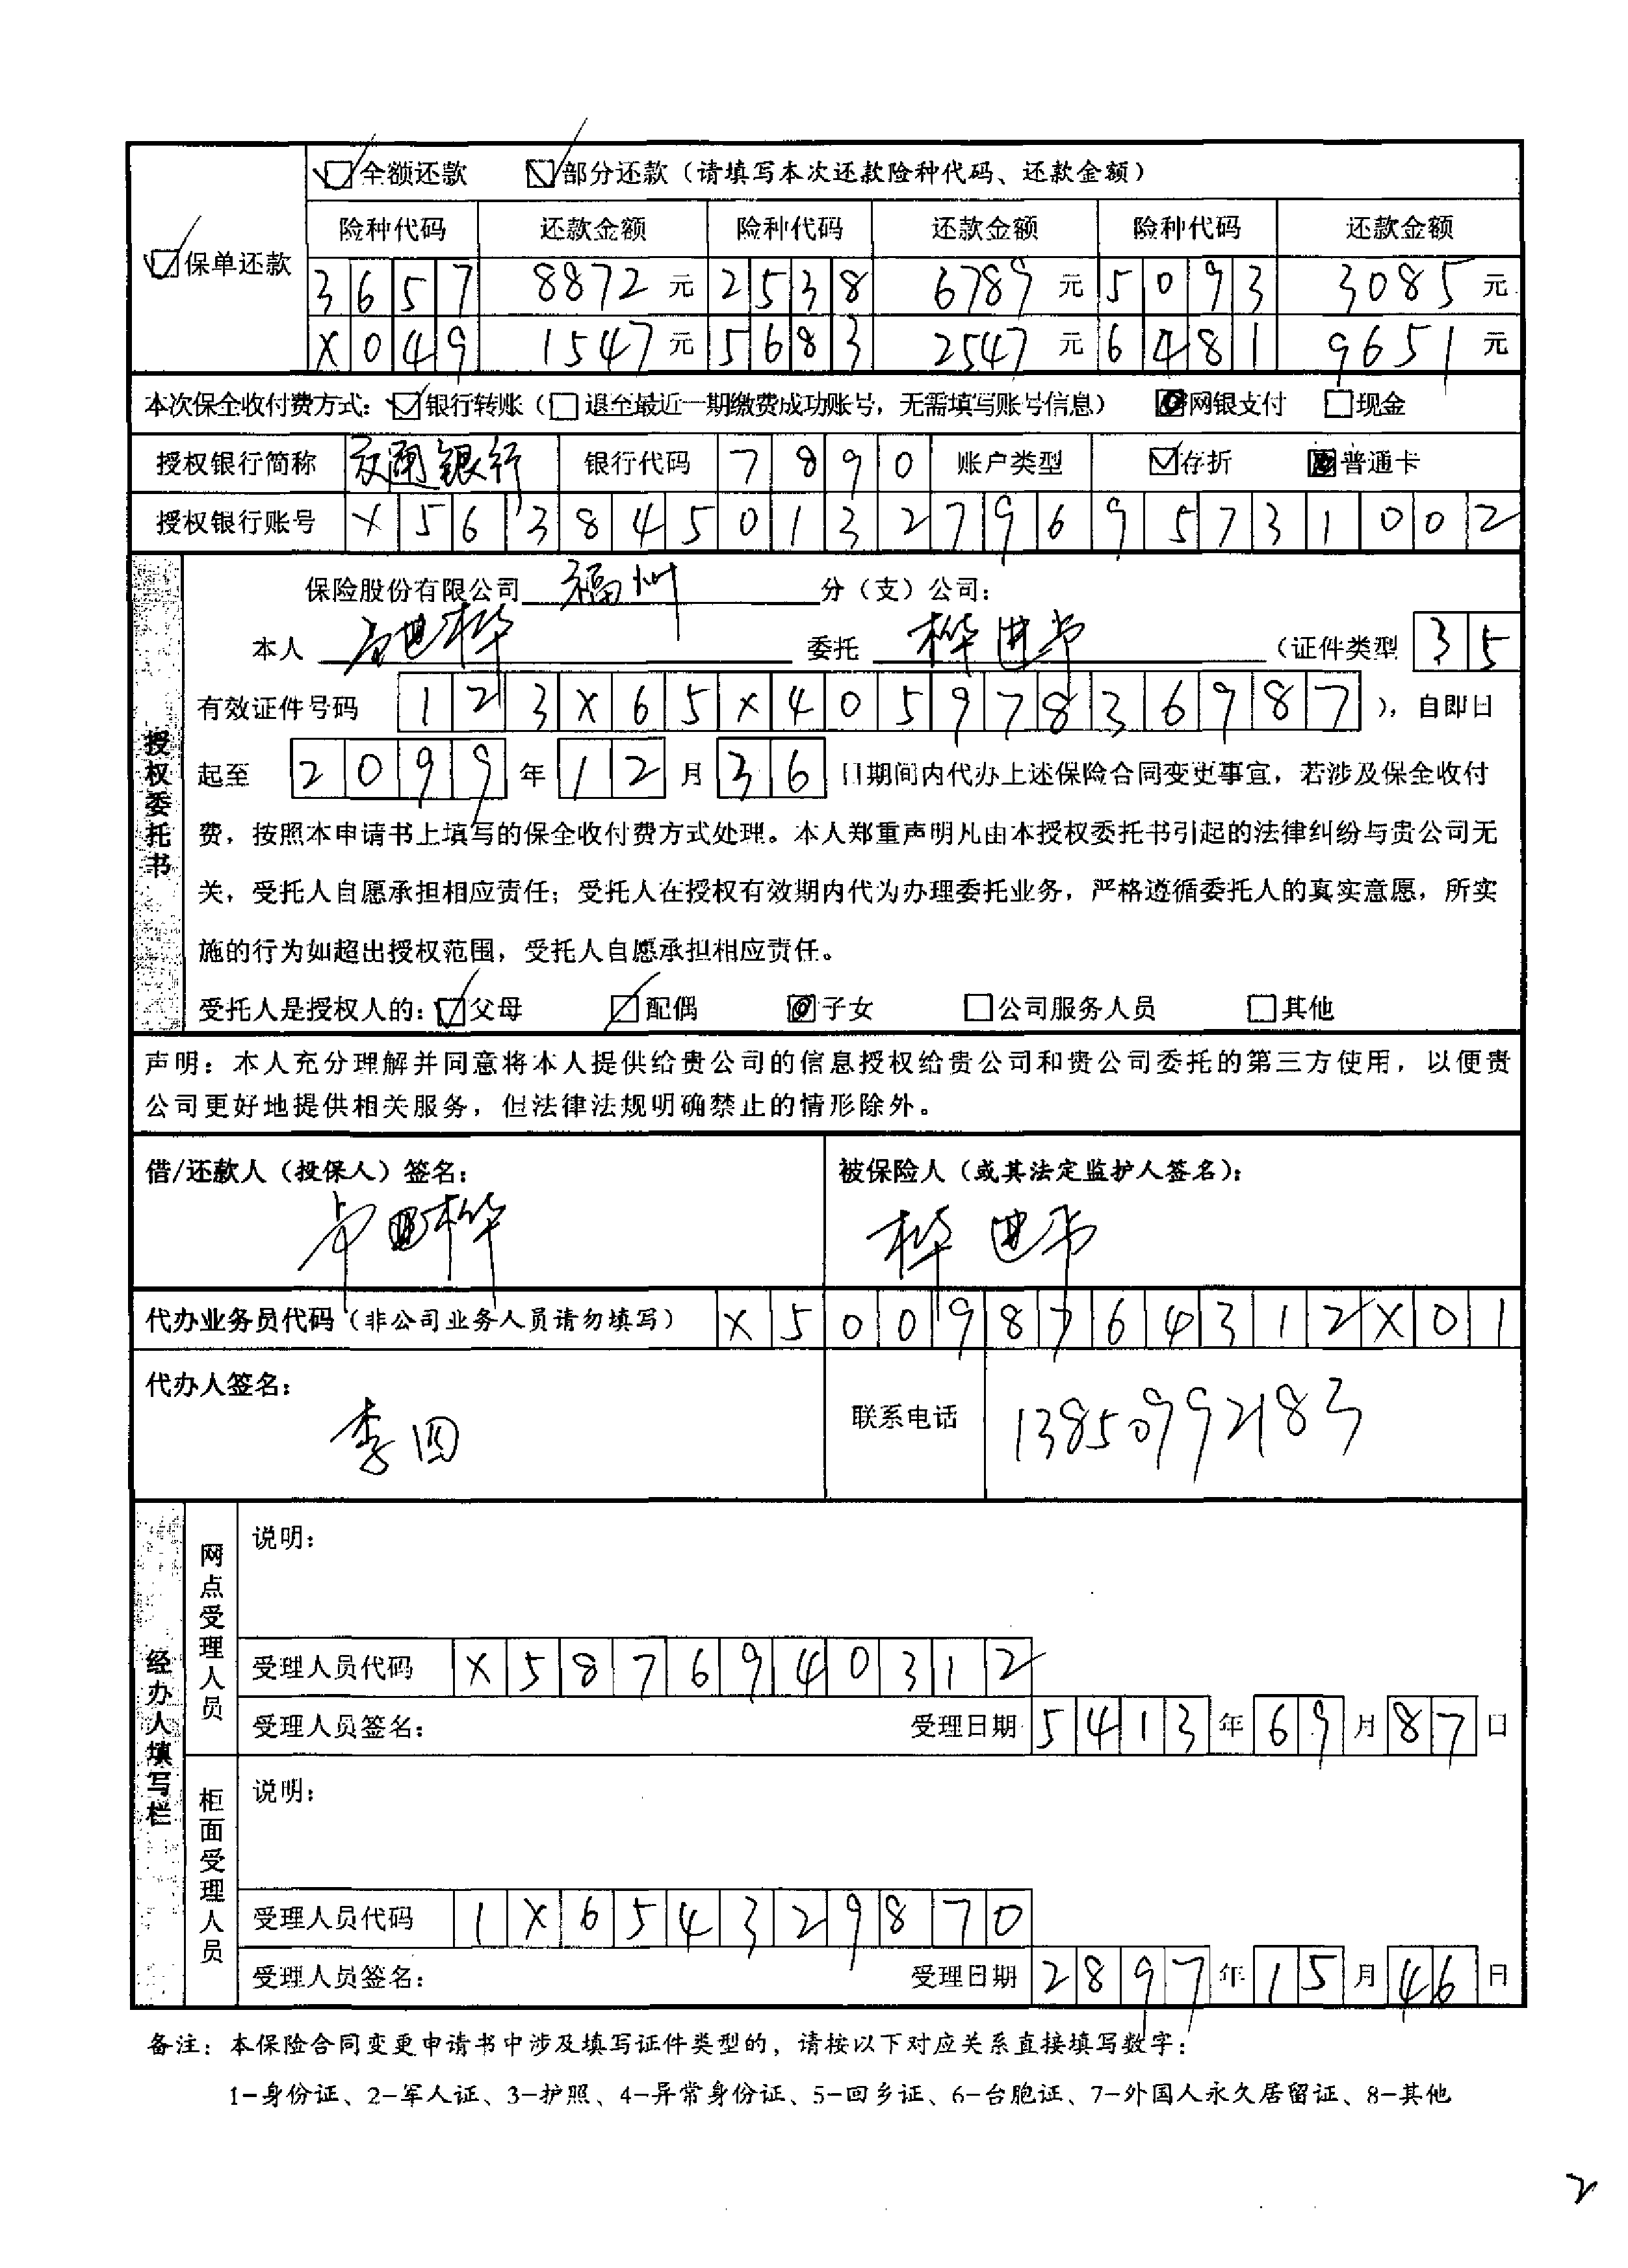 全额还款 部分还款（请填写本次还款险种代码、还款金额）
保单还款
险种代码 还款金额 险种代码 还款金额 险种代码 还款金额
3657 8872元 2538 6789元 5093 3085元
X049 1547元 5683 2547元 6481 9651元
本次保全收付费方式：银行转账（退至最近一期缴费成功账号，无需填写账号信息） 网银支付 现金
授权银行简称 交通银行 银行代码 7890 账户类型 存折 普通卡
授权银行账号 X563845013279695731002
授权委托书
保险股份有限公司 福州 分（支）公司：
本人 委托 （证件类型 35
有效证件号码 123X65X40597836987 ），自即日
起至 2099 年 12 月 36 日期间内代办上述保险合同变更事宜，若涉及保全收付
费，按照本申请书上填写的保全收付费方式处理。本人郑重声明凡由本授权委托书引起的法律纠纷与贵公司无
关，受托人自愿承担相应责任；受托人在授权有效期内代为办理委托业务，严格遵循委托人的真实意愿，所实
施的行为如超出授权范围，受托人自愿承担相应责任。
受托人是授权人的：父母 配偶 子女 公司服务人员 其他
声明：本人充分理解并同意将本人提供给贵公司的信息授权给贵公司和贵公司委托的第三方使用，以便贵
公司更好地提供相关服务，但法律法规明确禁止的情形除外。
借/还款人（投保人）签名： 被保险人（或其法定监护人签名）：
代办业务员代码（非公司业务人员请勿填写） X50098764312X01
代办人签名： 李四 联系电话 13850992183
经办人填写栏
网点受理人员
说明：
受理人员代码 X5876940312
受理人员签名： 受理日期 5413 年 69 月 87 日
柜面受理人员
说明：
受理人员代码 1X654329870
受理人员签名： 受理日期 2897 年 15 月 46 日
备注：本保险合同变更申请书中涉及填写证件类型的，请按以下对应关系直接填写数字：
1-身份证、2-军人证、3-护照、4-异常身份证、5-回乡证、6-台胞证、7-外国人永久居留证、8-其他
2